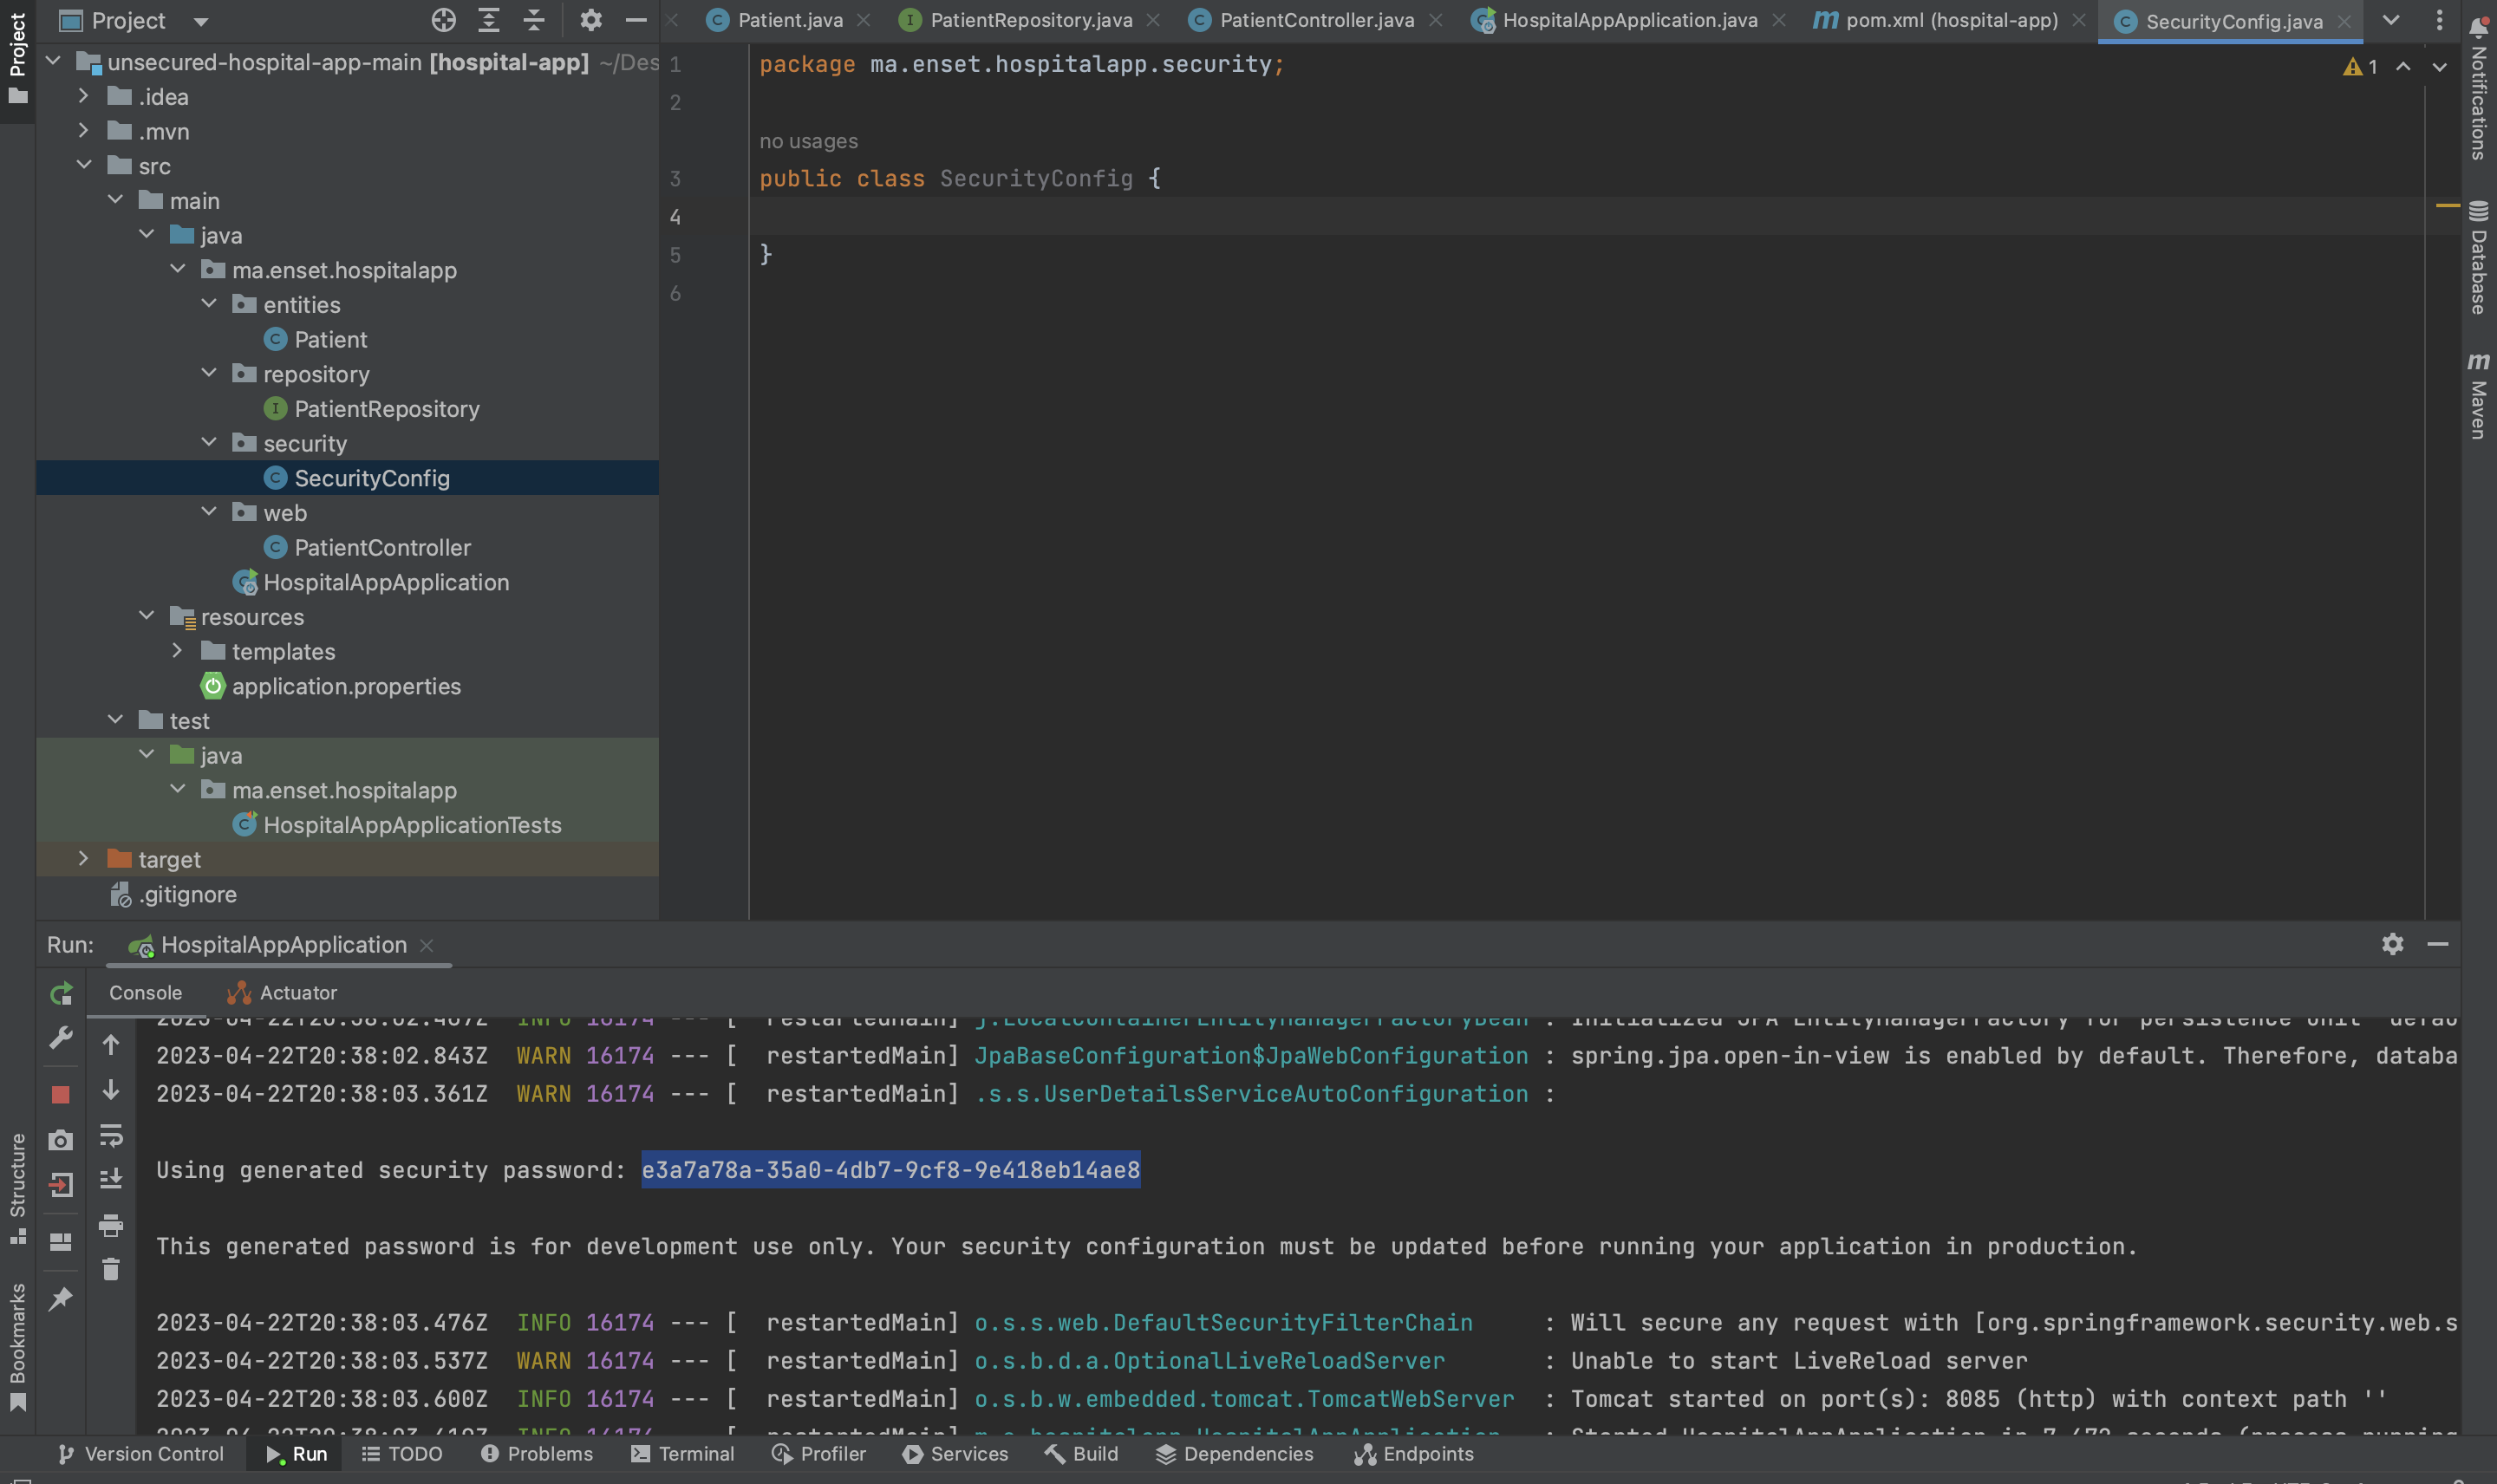 Project
Patient.java
PatientRepository.java
PatientController.java
HospitalAppApplication.java
pom.xml (hospital-app)
SecurityConfig.java
Project
Notifications
Database
Maven
unsecured-hospital-app-main [hospital-app] ~/Des
.idea
.mvn
src
main
java
ma.enset.hospitalapp
entities
Patient
repository
PatientRepository
security
SecurityConfig
web
PatientController
HospitalAppApplication
resources
templates
application.properties
test
java
ma.enset.hospitalapp
HospitalAppApplicationTests
target
.gitignore
1 package ma.enset.hospitalapp.security;
2
no usages
3 public class SecurityConfig {
4
5 }
6
1
Run: HospitalAppApplication
Console Actuator
2023-04-22T20:38:02.843Z WARN 16174 --- [ restartedMain] JpaBaseConfiguration$JpaWebConfiguration : spring.jpa.open-in-view is enabled by default. Therefore, databa
2023-04-22T20:38:03.361Z WARN 16174 --- [ restartedMain] .s.s.UserDetailsServiceAutoConfiguration :
Using generated security password: e3a7a78a-35a0-4db7-9cf8-9e418eb14ae8
This generated password is for development use only. Your security configuration must be updated before running your application in production.
2023-04-22T20:38:03.476Z INFO 16174 --- [ restartedMain] o.s.s.web.DefaultSecurityFilterChain : Will secure any request with [org.springframework.security.web.s
2023-04-22T20:38:03.537Z WARN 16174 --- [ restartedMain] o.s.b.d.a.OptionalLiveReloadServer : Unable to start LiveReload server
2023-04-22T20:38:03.600Z INFO 16174 --- [ restartedMain] o.s.b.w.embedded.tomcat.TomcatWebServer : Tomcat started on port(s): 8085 (http) with context path ''
Structure
Bookmarks
Version Control Run TODO Problems Terminal Profiler Services Build Dependencies Endpoints